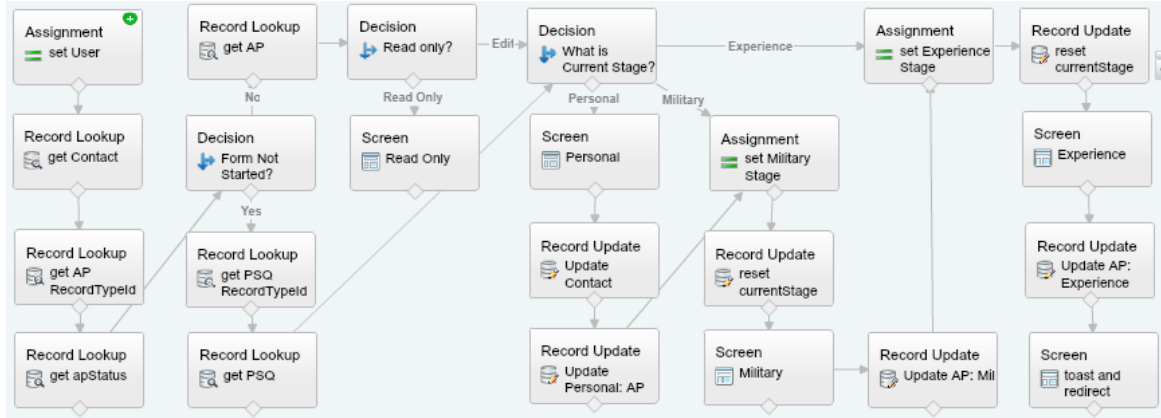 Assignment
set User
Record Lookup
get AP
Decision
Read only?
Edit
Decision
What is
Current Stage?
Experience
Assignment
set Experience
Stage
Record Update
reset
currentStage
No
Read Only
Personal
Military
Record Lookup
get Contact
Decision
Form Not
Started?
Screen
Read Only
Screen
Personal
Assignment
set Military
Stage
Screen
Experience
Yes
Record Lookup
get AP
RecordTypeId
Record Lookup
get PSQ
RecordTypeId
Record Update
Update
Contact
Record Update
reset
currentStage
Record Update
Update AP:
Experience
Record Lookup
get apStatus
Record Lookup
get PSQ
Record Update
Update
Personal: AP
Screen
Military
Record Update
Update AP: Mil
Screen
toast and
redirect